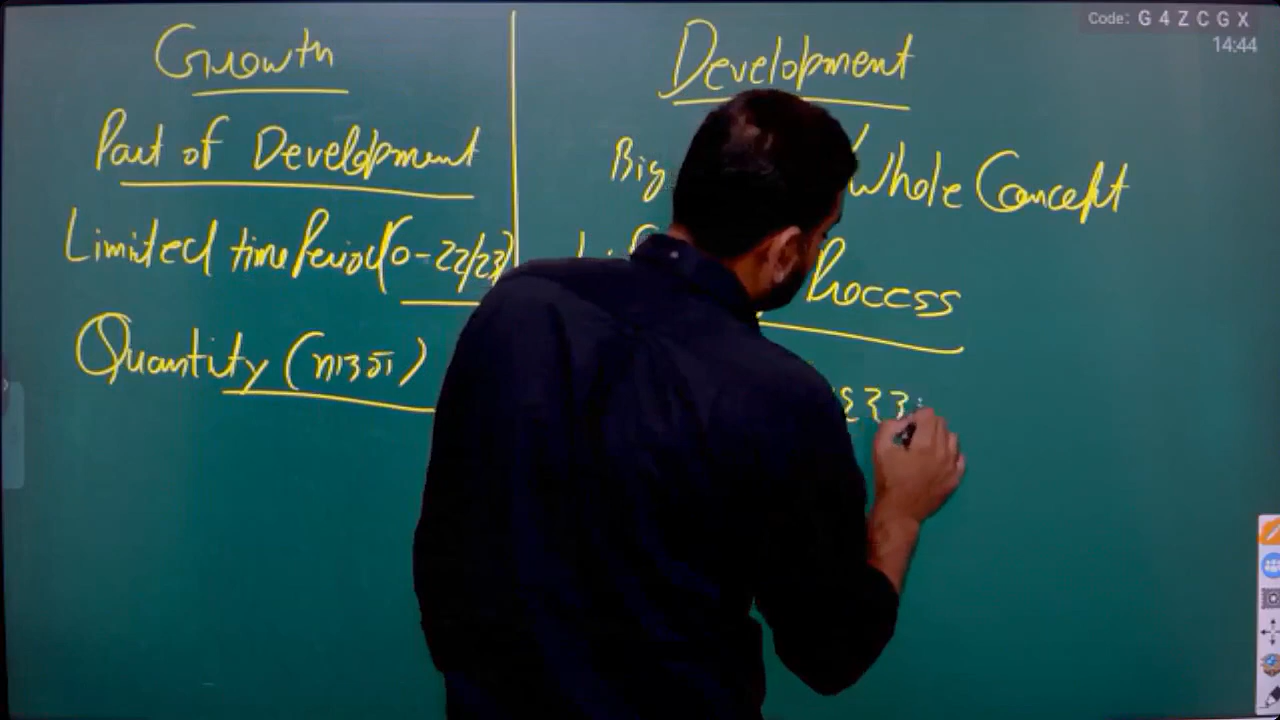 Code: G 4 Z C G X
14:44
Growth
Part of Development
Limited time Period (0-22/23)
Quantity (
Development
Big
Whole Concept
Process